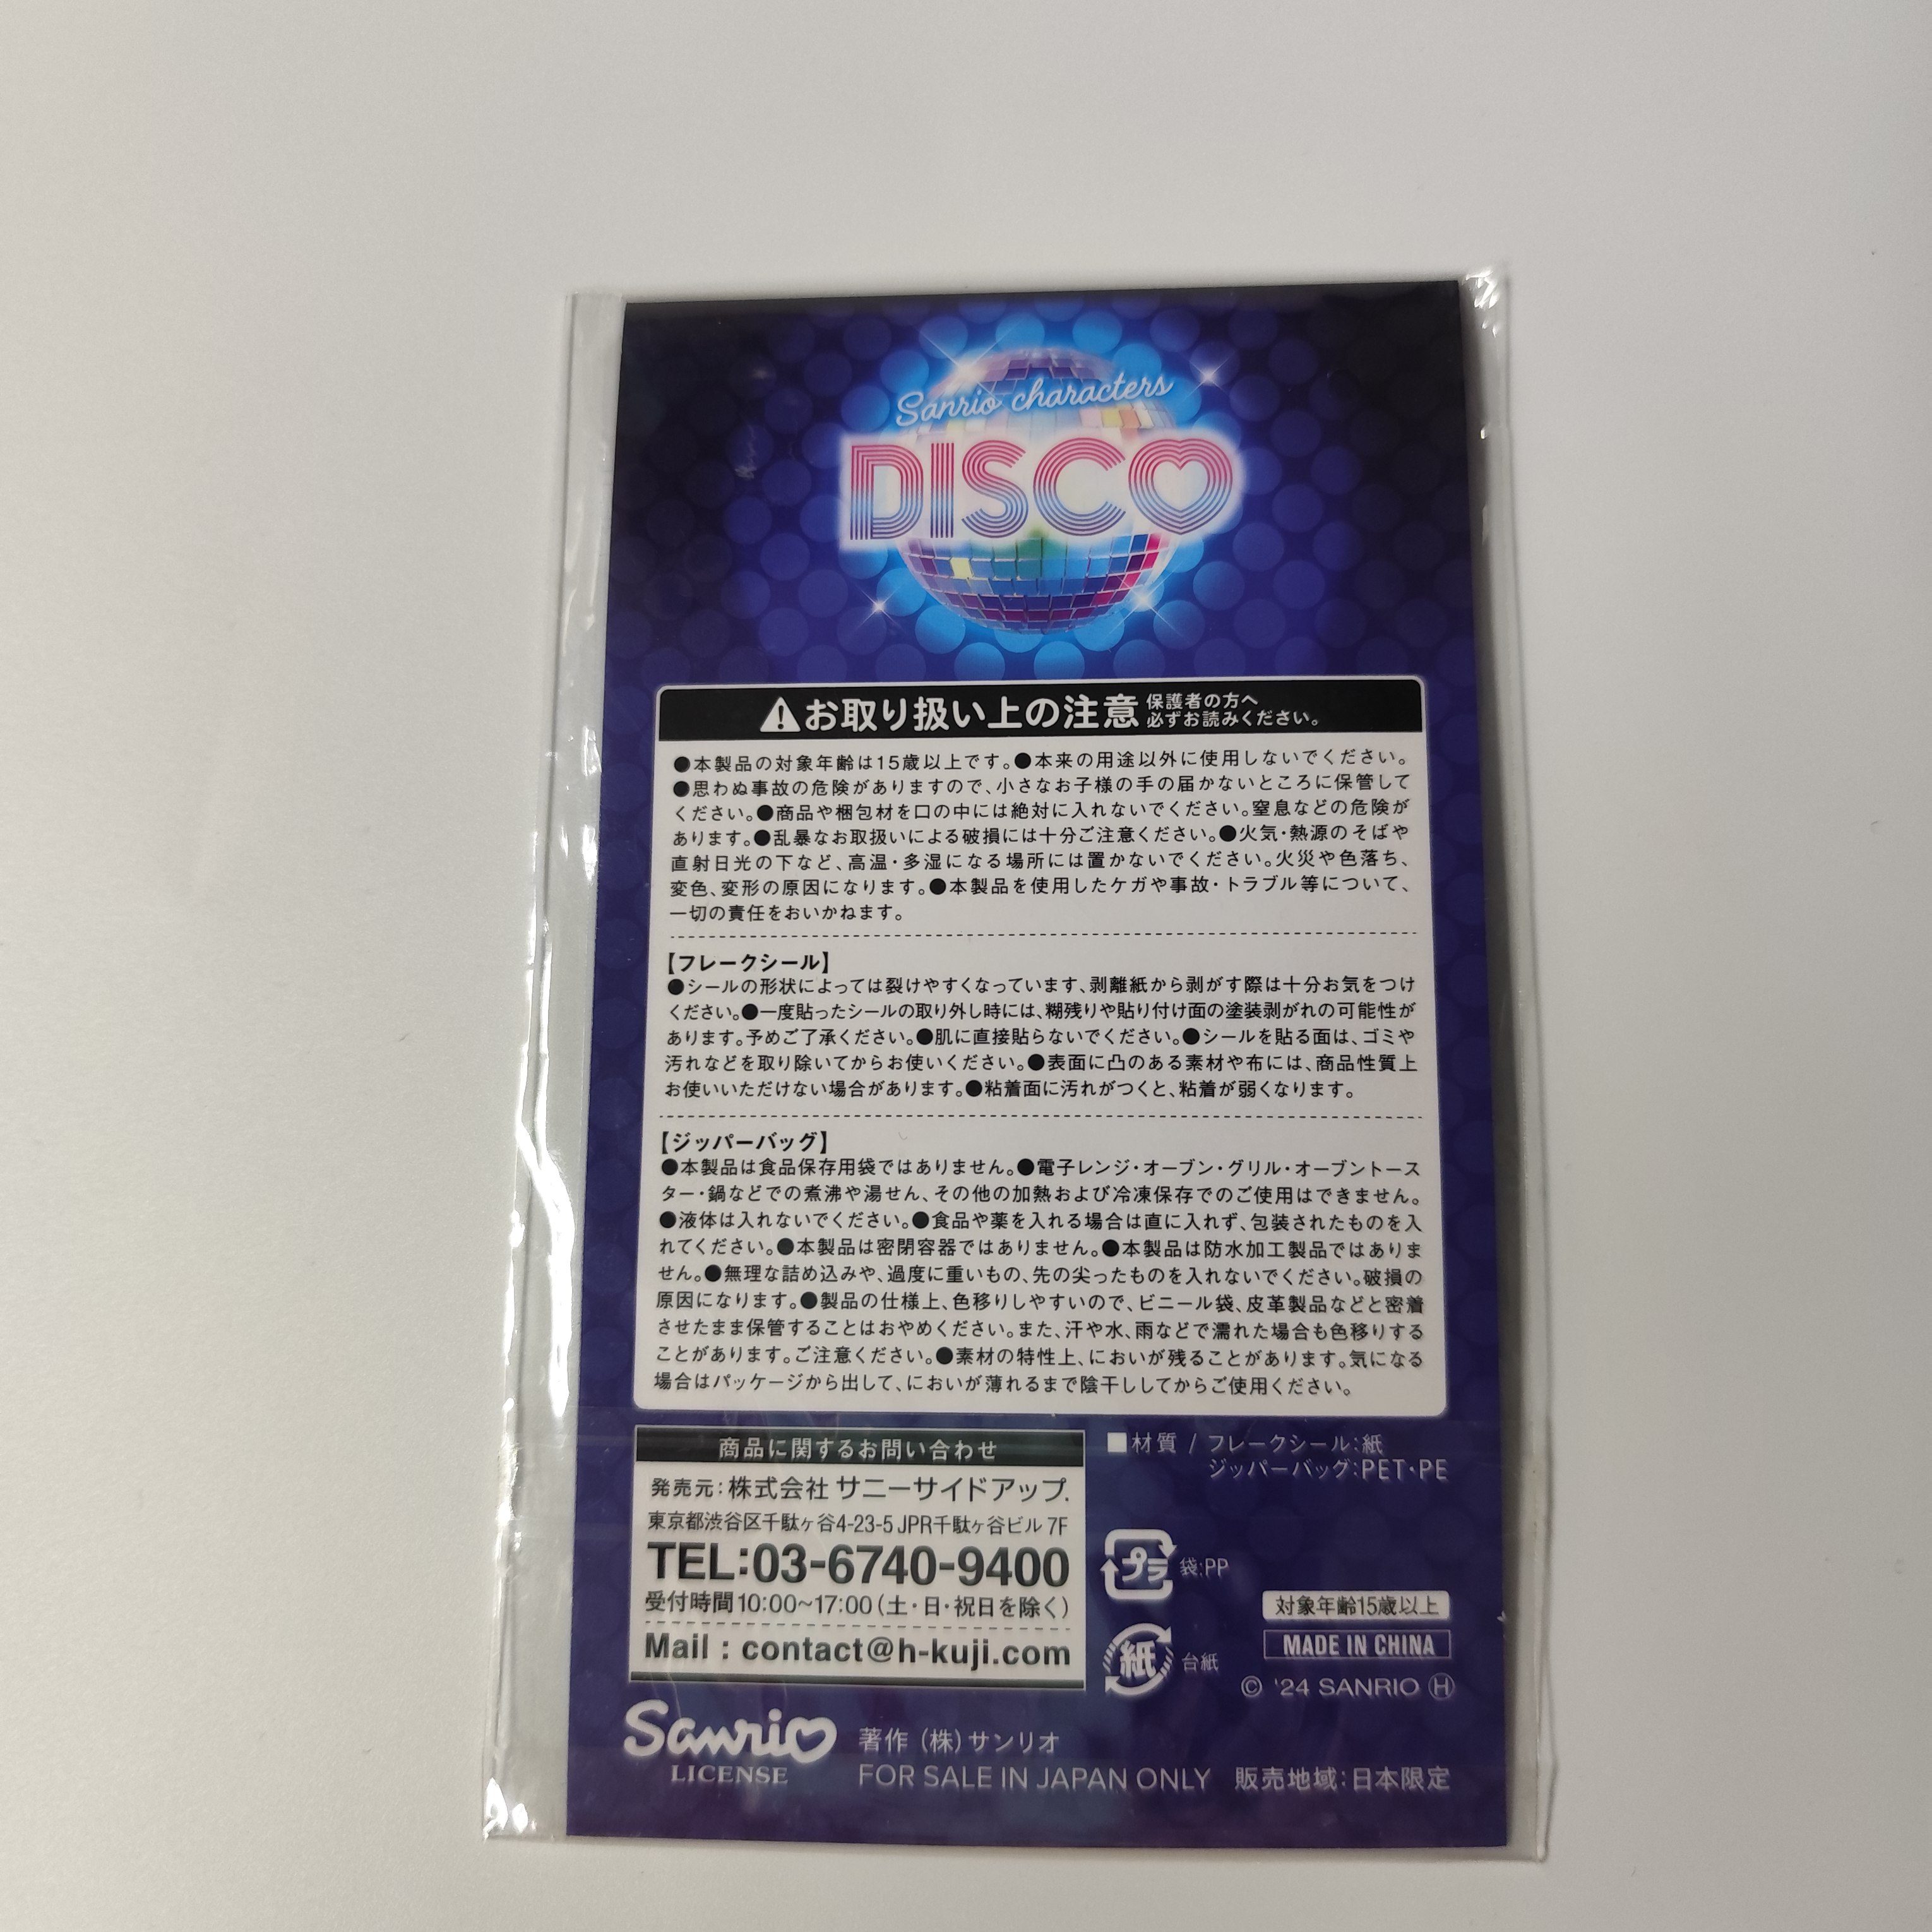 Sanrio characters
DISCO
お取り扱い上の注意 保護者の方へ
必ずお読みください。
●本製品の対象年齢は15歳以上です。●本来の用途以外に使用しないでください。
●思わぬ事故の危険がありますので、小さなお子様の手の届かないところに保管して
ください。●商品や梱包材を口の中には絶対に入れないでください。窒息などの危険が
あります。●乱暴なお取扱いによる破損には十分ご注意ください。●火気・熱源のそばや
直射日光の下など、高温・多湿になる場所には置かないでください。火災や色落ち、
変色、変形の原因になります。●本製品を使用したケガや事故・トラブル等について、
一切の責任をおいかねます。
【フレークシール】
●シールの形状によっては裂けやすくなっています、剥離紙から剥がす際は十分お気をつけ
ください。●一度貼ったシールの取り外し時には、糊残りや貼り付け面の塗装剥がれの可能性が
あります。予めご了承ください。●肌に直接貼らないでください。●シールを貼る面は、ゴミや
汚れなどを取り除いてからお使いください。●表面に凸のある素材や布には、商品性質上
お使いいただけない場合があります。●粘着面に汚れがつくと、粘着が弱くなります。
【ジッパーバッグ】
●本製品は食品保存用袋ではありません。●電子レンジ・オーブン・グリル・オーブントース
ター・鍋などでの煮沸や湯せん、その他の加熱および冷凍保存でのご使用はできません。
●液体は入れないでください。●食品や薬を入れる場合は直に入れず、包装されたものを入
れてください。●本製品は密閉容器ではありません。●本製品は防水加工製品ではありま
せん。●無理な詰め込みや、過度に重いもの、先の尖ったものを入れないでください。破損の
原因になります。●製品の仕様上、色移りしやすいので、ビニール袋、皮革製品などと密着
させたまま保管することはおやめください。また、汗や水、雨などで濡れた場合も色移りする
ことがあります。ご注意ください。●素材の特性上、においが残ることがあります。気になる
場合はパッケージから出して、においが薄れるまで陰干ししてからご使用ください。
商品に関するお問い合わせ
発売元：株式会社 サニーサイドアップ.
東京都渋谷区千駄ヶ谷4-23-5 JPR千駄ヶ谷ビル 7F
TEL:03-6740-9400
受付時間10:00~17:00（土・日・祝日を除く）
Mail : contact@h-kuji.com
■材質 / フレークシール：紙
ジッパーバッグ：PET・PE
プラ 袋:PP
紙 台紙
対象年齢15歳以上
MADE IN CHINA
© '24 SANRIO Ⓗ
Sanrio
LICENSE
著作（株）サンリオ
FOR SALE IN JAPAN ONLY 販売地域：日本限定